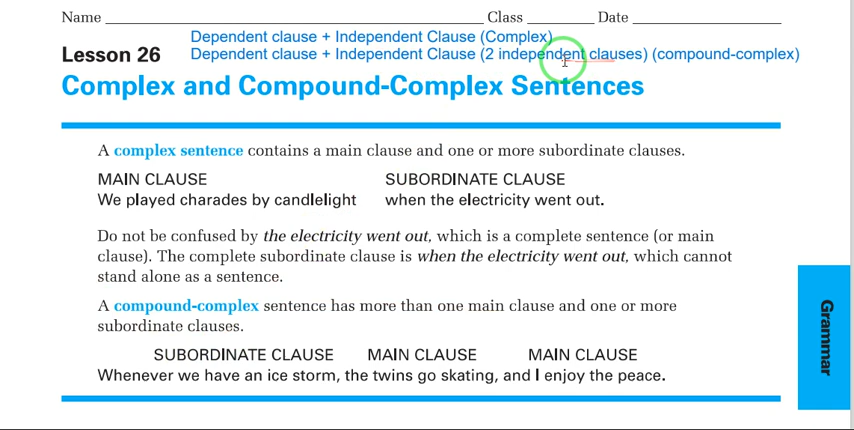 Name ______ Class ______ Date ______
Dependent clause + Independent Clause (Complex)
Lesson 26 Dependent clause + Independent Clause (2 independent clauses) (compound-complex)
Complex and Compound-Complex Sentences
A complex sentence contains a main clause and one or more subordinate clauses.
MAIN CLAUSE SUBORDINATE CLAUSE
We played charades by candlelight when the electricity went out.
Do not be confused by the electricity went out, which is a complete sentence (or main
clause). The complete subordinate clause is when the electricity went out, which cannot
stand alone as a sentence.
A compound-complex sentence has more than one main clause and one or more
subordinate clauses.
SUBORDINATE CLAUSE MAIN CLAUSE MAIN CLAUSE
Whenever we have an ice storm, the twins go skating, and I enjoy the peace.
Grammar